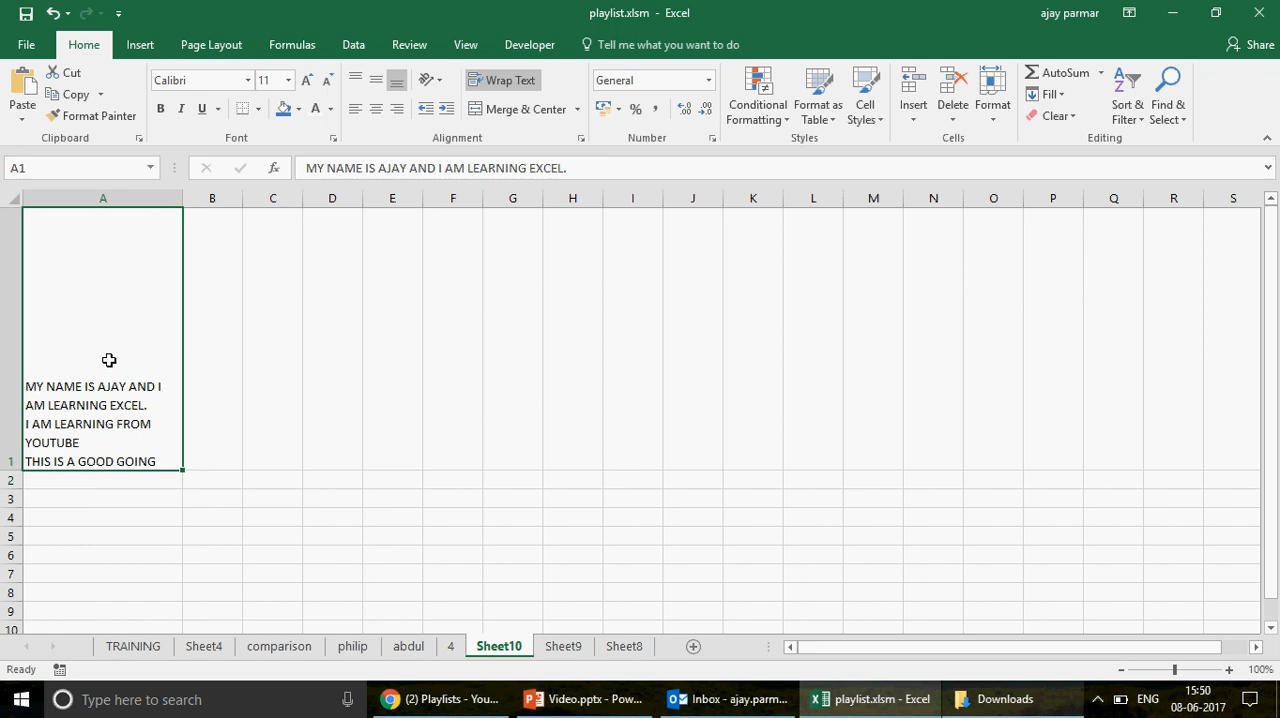 playlist.xlsm - Excel
ajay parmar
File Home Insert Page Layout Formulas Data Review View Developer Tell me what you want to do Share
Paste
Cut
Copy
Format Painter
Clipboard
Calibri 11
B I U
Font
Wrap Text
Merge & Center
Alignment
General
%
Number
Conditional Formatting
Format as Table
Cell Styles
Styles
Insert Delete Format
Cells
AutoSum
Fill
Clear
Sort & Filter
Find & Select
Editing
A1
fx
MY NAME IS AJAY AND I AM LEARNING EXCEL.
A B C D E F G H I J K L M N O P Q R S
MY NAME IS AJAY AND I
AM LEARNING EXCEL.
I AM LEARNING FROM
YOUTUBE
THIS IS A GOOD GOING
1
2
3
4
5
6
7
8
9
10
TRAINING Sheet4 comparison philip abdul 4 Sheet10 Sheet9 Sheet8
Ready
100%
Type here to search
(2) Playlists - You...
Video.pptx - Pow...
Inbox - ajay.parm...
playlist.xlsm - Excel
Downloads
ENG
15:50
08-06-2017